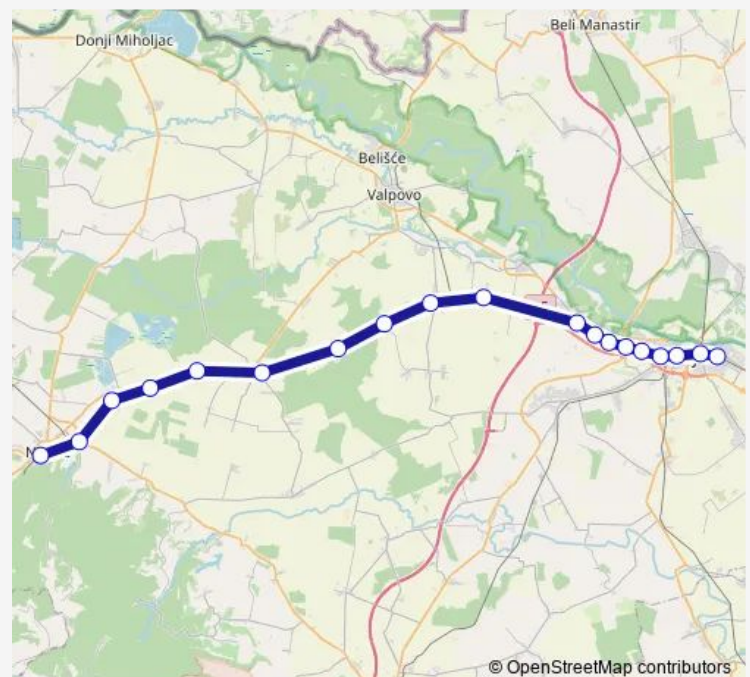 Beli Manastir
Donji Miholjac
Belišće
Valpovo
© OpenStreetMap contributors